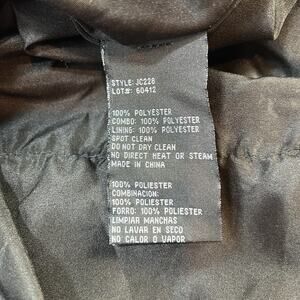 STYLE: JC228
LOT#: 60412
100% POLYESTER
COMBO: 100% POLYESTER
LINING: 100% POLYESTER
SPOT CLEAN
DO NOT DRY CLEAN
NO DIRECT HEAT OR STEAM
MADE IN CHINA
100% POLIESTER
COMBINACION:
100% POLIESTER
FORRO: 100% POLIESTER
LIMPIAR MANCHAS
NO LAVAR EN SECO
NO CALOR O VAPOR